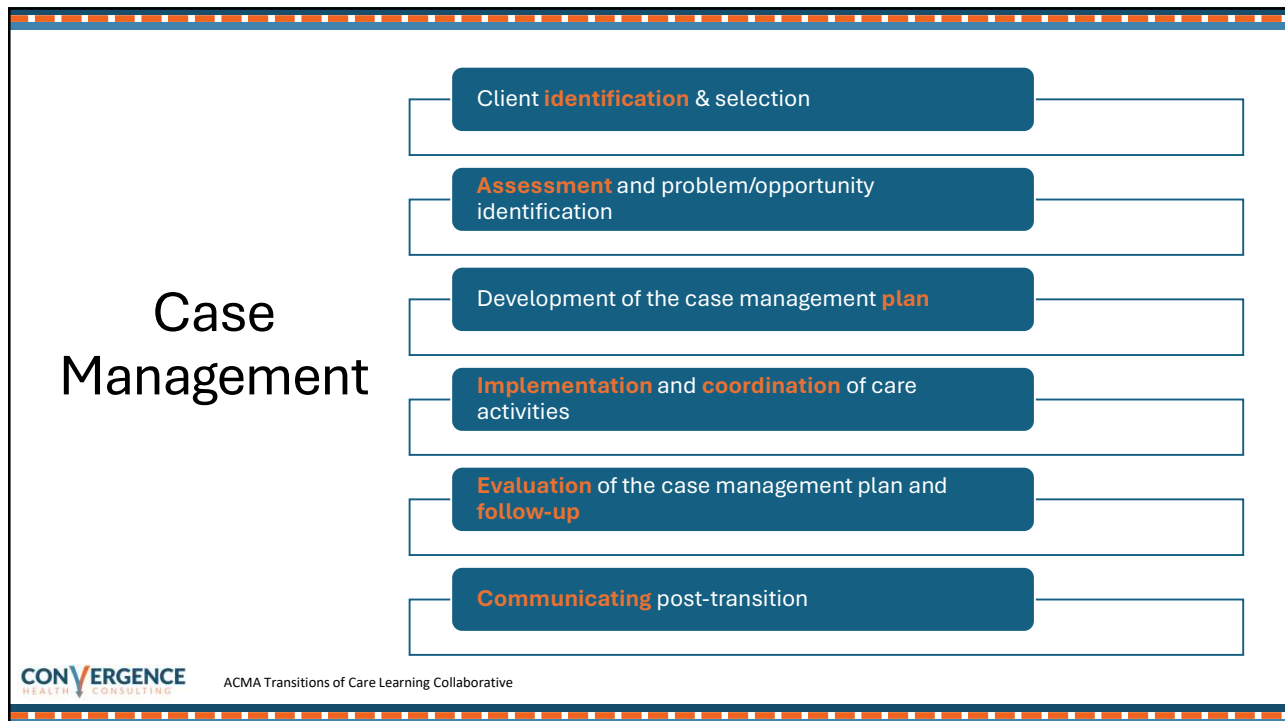 Case
Management
Client identification & selection
Assessment and problem/opportunity
identification
Development of the case management plan
Implementation and coordination of care
activities
Evaluation of the case management plan and
follow-up
Communicating post-transition
CONVERGENCE
HEALTH CONSULTING
ACMA Transitions of Care Learning Collaborative